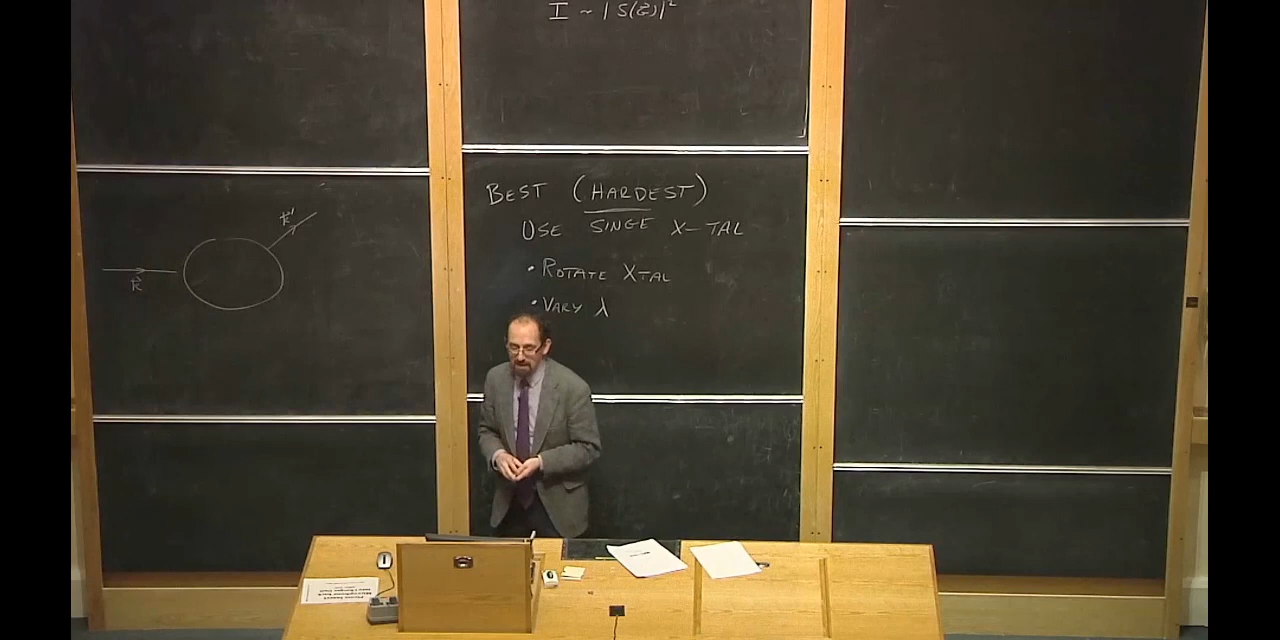 I ~ |S(G⃗)|²
k⃗'
k⃗
BEST (HARDEST)
USE SINGE X-TAL
• ROTATE XTAL
• VARY λ